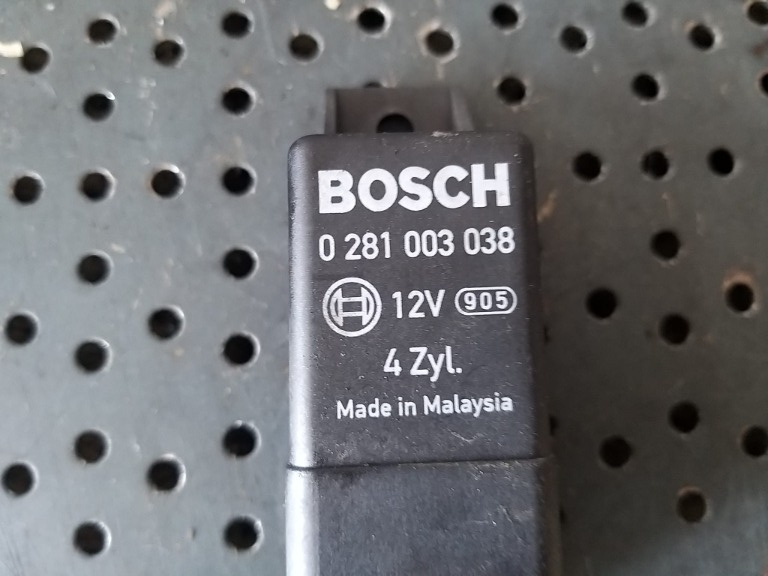 BOSCH
0 281 003 038
12V 905
4 Zyl.
Made in Malaysia